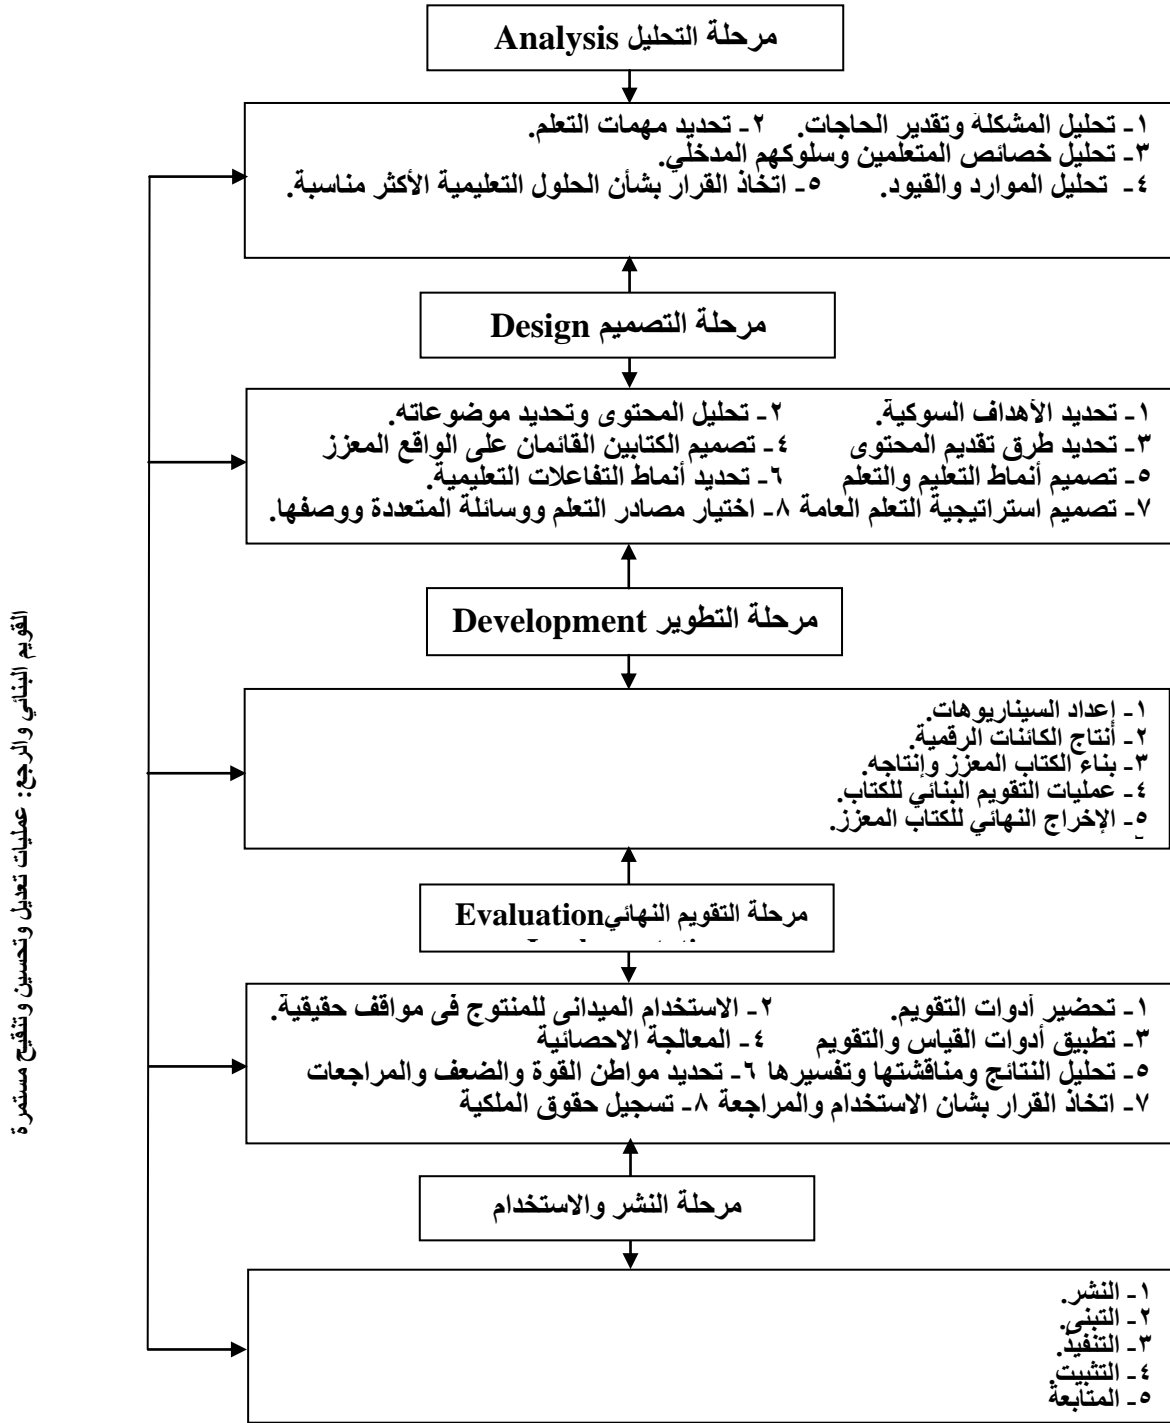 مرحلة التحليل Analysis
١- تحليل المشكلة وتقدير الحاجات. ٢- تحديد مهمات التعلم.
٣- تحليل خصائص المتعلمين وسلوكهم المدخلي.
٤- تحليل الموارد والقيود. ٥- اتخاذ القرار بشأن الحلول التعليمية الأكثر مناسبة.
مرحلة التصميم Design
١- تحديد الأهداف السوكية. ٢- تحليل المحتوى وتحديد موضوعاته.
٣- تحديد طرق تقديم المحتوى ٤- تصميم الكتابين القائمان على الواقع المعزز
٥- تصميم أنماط التعليم والتعلم ٦- تحديد أنماط التفاعلات التعليمية.
٧- تصميم استراتيجية التعلم العامة ٨- اختيار مصادر التعلم ووسائلة المتعددة ووصفها.
مرحلة التطوير Development
١- إعداد السيناريوهات.
٢- أنتاج الكائنات الرقمية.
٣- بناء الكتاب المعزز وإنتاجه.
٤- عمليات التقويم البنائي للكتاب.
٥- الإخراج النهائي للكتاب المعزز.
مرحلة التقويم النهائيEvaluation
١- تحضير أدوات التقويم. ٢- الاستخدام الميدانى للمنتوج فى مواقف حقيقية.
٣- تطبيق أدوات القياس والتقويم ٤- المعالجة الاحصائية
٥- تحليل النتائج ومناقشتها وتفسيرها ٦- تحديد مواطن القوة والضعف والمراجعات
٧- اتخاذ القرار بشان الاستخدام والمراجعة ٨- تسجيل حقوق الملكية
مرحلة النشر والاستخدام
١- النشر.
٢- التبنى.
٣- التنفيذ.
٤- التثبيت.
٥- المتابعة
القويم البنائي والرجع: عمليات تعديل وتحسين وتنقيح مستمرة